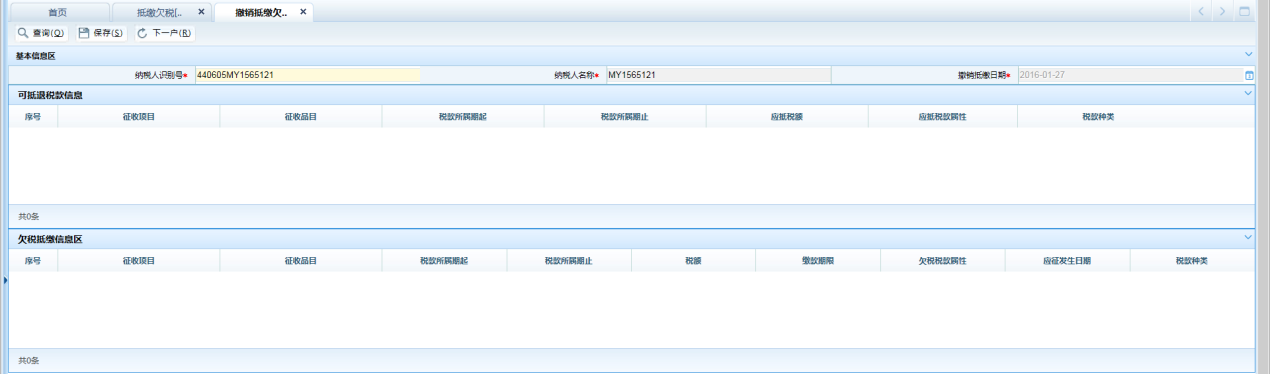 首页 抵缴欠税[.. × 撤销抵缴欠.. ×
查询(Q) 保存(S) 下一户(R)
基本信息区
纳税人识别号* 440605MY1565121 纳税人名称* MY1565121 撤销抵缴日期* 2016-01-27
可抵退税款信息
序号 征收项目 征收品目 税款所属期起 税款所属期止 应抵税额 应抵税款属性 税款种类
共0条
欠税抵缴信息区
序号 征收项目 征收品目 税款所属期起 税款所属期止 税额 缴款期限 欠税税款属性 应征发生日期 税款种类
共0条